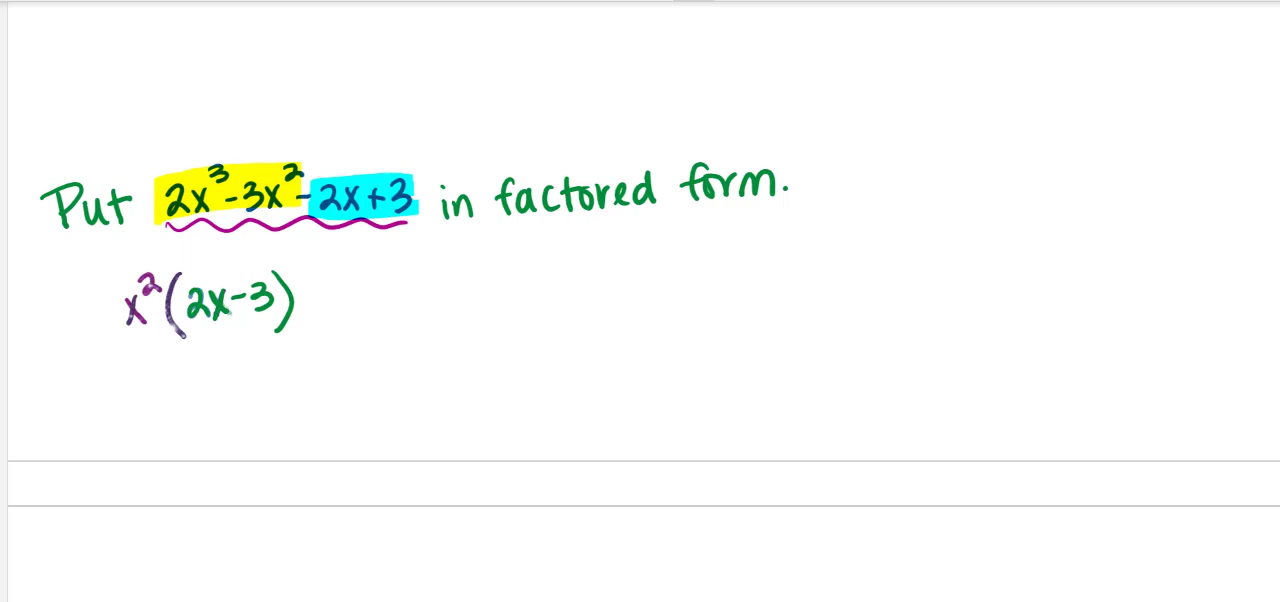 Put 2x³-3x²-2x+3 in factored form.
x²(2x-3)